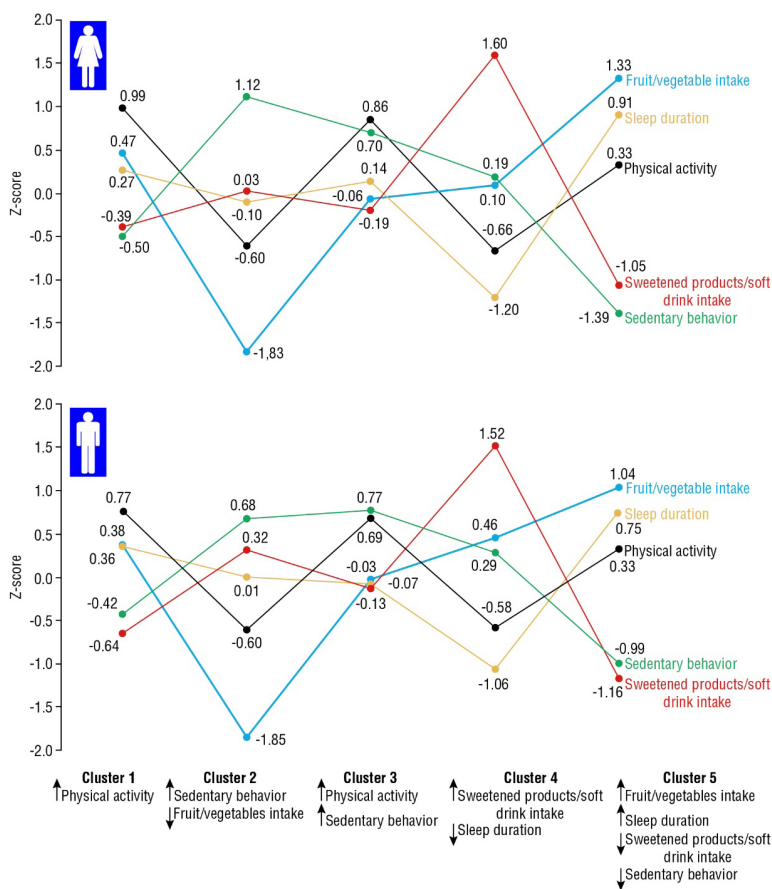 2.0
1.5
1.0
0.5
0.0
-0.5
-1.0
-1.5
-2.0
Z-score
0.99
0.47
0.27
-0.39
-0.50
1.12
0.03
-0.10
-0.60
-1,83
0.86
0.70
0.14
-0.06
-0.19
1.60
0.19
0.10
-0.66
-1.20
1.33
Fruit/vegetable intake
0.91
Sleep duration
0.33
Physical activity
-1.05
Sweetened products/soft
drink intake
-1.39
Sedentary behavior
2.0
1.5
1.0
0.5
0.0
-0.5
-1.0
-1.5
-2.0
Z-score
0.77
0.38
0.36
-0.42
-0.64
0.68
0.32
0.01
-0.60
-1.85
0.77
0.69
-0.03
-0.07
-0.13
1.52
0.46
0.29
-0.58
-1.06
1.04
Fruit/vegetable intake
Sleep duration
0.75
Physical activity
0.33
-0.99
Sedentary behavior
-1.16
Sweetened products/soft
drink intake
Cluster 1
↑Physical activity
Cluster 2
↑Sedentary behavior
↓Fruit/vegetables intake
Cluster 3
↑Physical activity
↑Sedentary behavior
Cluster 4
↑Sweetened products/soft
drink intake
↓Sleep duration
Cluster 5
↑Fruit/vegetables intake
↑Sleep duration
↓Sweetened products/soft
drink intake
↓Sedentary behavior